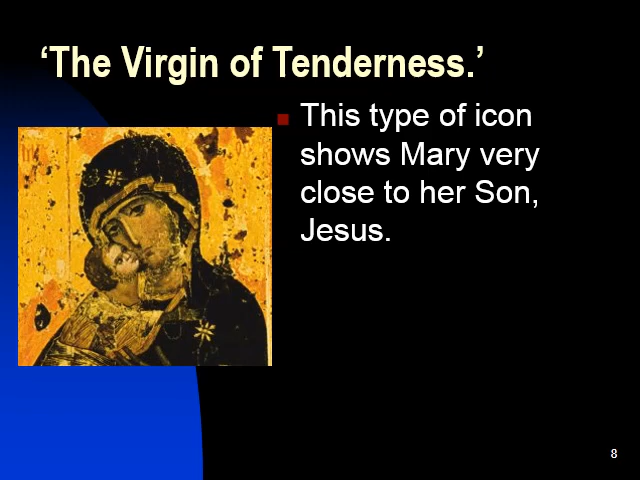 ‘The Virgin of Tenderness.’
This type of icon
shows Mary very
close to her Son,
Jesus.
8